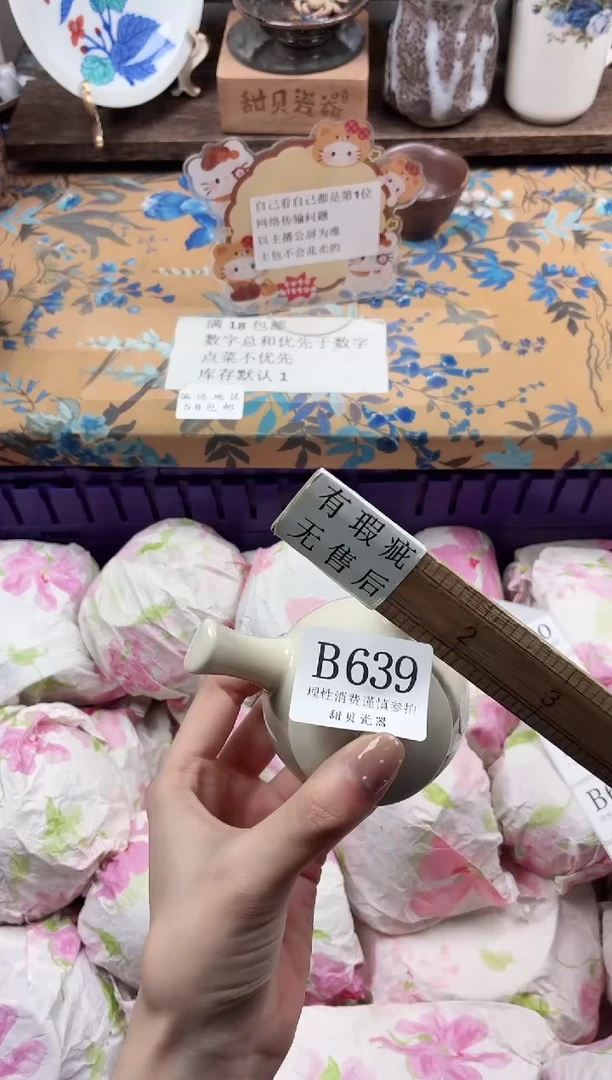 甜贝瓷器
自己看自己都是第1位
网络传输问题
以主播公屏为准
主包不会乱卖的
满 18 包邮
数字总和优先于数字
点菜不优先
库存默认 1
偏远地区
58包邮
有瑕疵
无售后
2
3
B639
理性消费谨慎参拍
甜贝瓷器